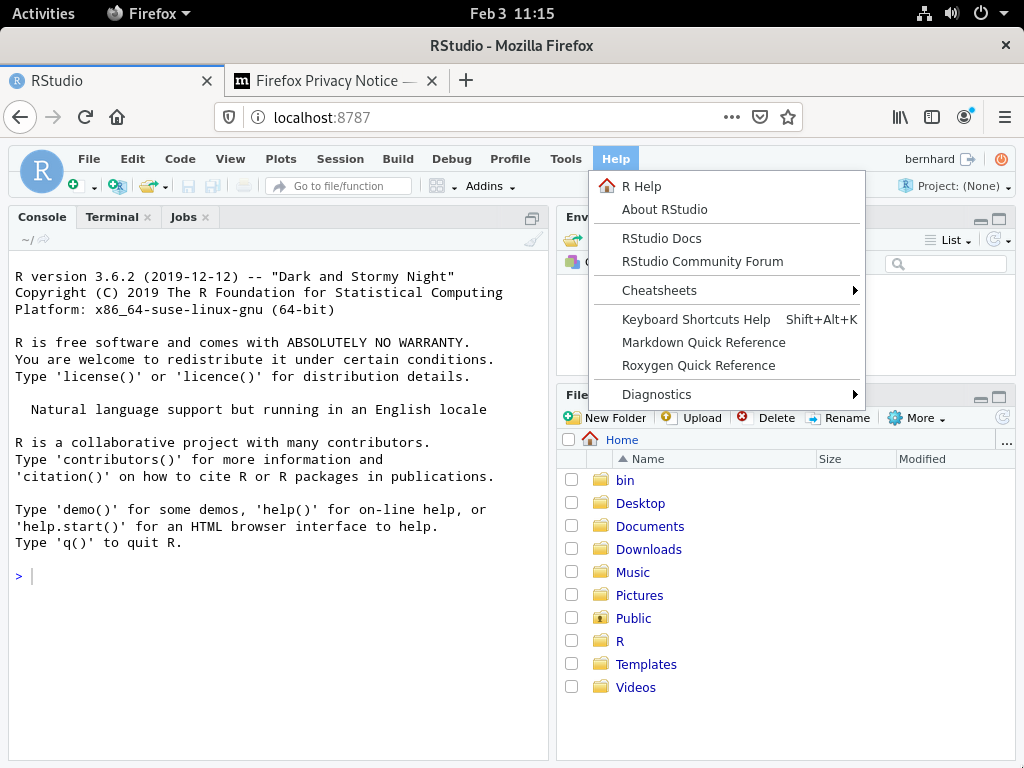 Activities Firefox Feb 3 11:15
RStudio - Mozilla Firefox
RStudio Firefox Privacy Notice —
localhost:8787
R File Edit Code View Plots Session Build Debug Profile Tools Help bernhard
Go to file/function Addins Project: (None)
Console Terminal Jobs
~/
R version 3.6.2 (2019-12-12) -- "Dark and Stormy Night"
Copyright (C) 2019 The R Foundation for Statistical Computing
Platform: x86_64-suse-linux-gnu (64-bit)
R is free software and comes with ABSOLUTELY NO WARRANTY.
You are welcome to redistribute it under certain conditions.
Type 'license()' or 'licence()' for distribution details.
Natural language support but running in an English locale
R is a collaborative project with many contributors.
Type 'contributors()' for more information and
'citation()' on how to cite R or R packages in publications.
Type 'demo()' for some demos, 'help()' for on-line help, or
'help.start()' for an HTML browser interface to help.
Type 'q()' to quit R.
>
R Help
About RStudio
RStudio Docs
RStudio Community Forum
Cheatsheets
Keyboard Shortcuts Help Shift+Alt+K
Markdown Quick Reference
Roxygen Quick Reference
Diagnostics
Env
List
File
New Folder Upload Delete Rename More
Home ...
Name Size Modified
bin
Desktop
Documents
Downloads
Music
Pictures
Public
R
Templates
Videos